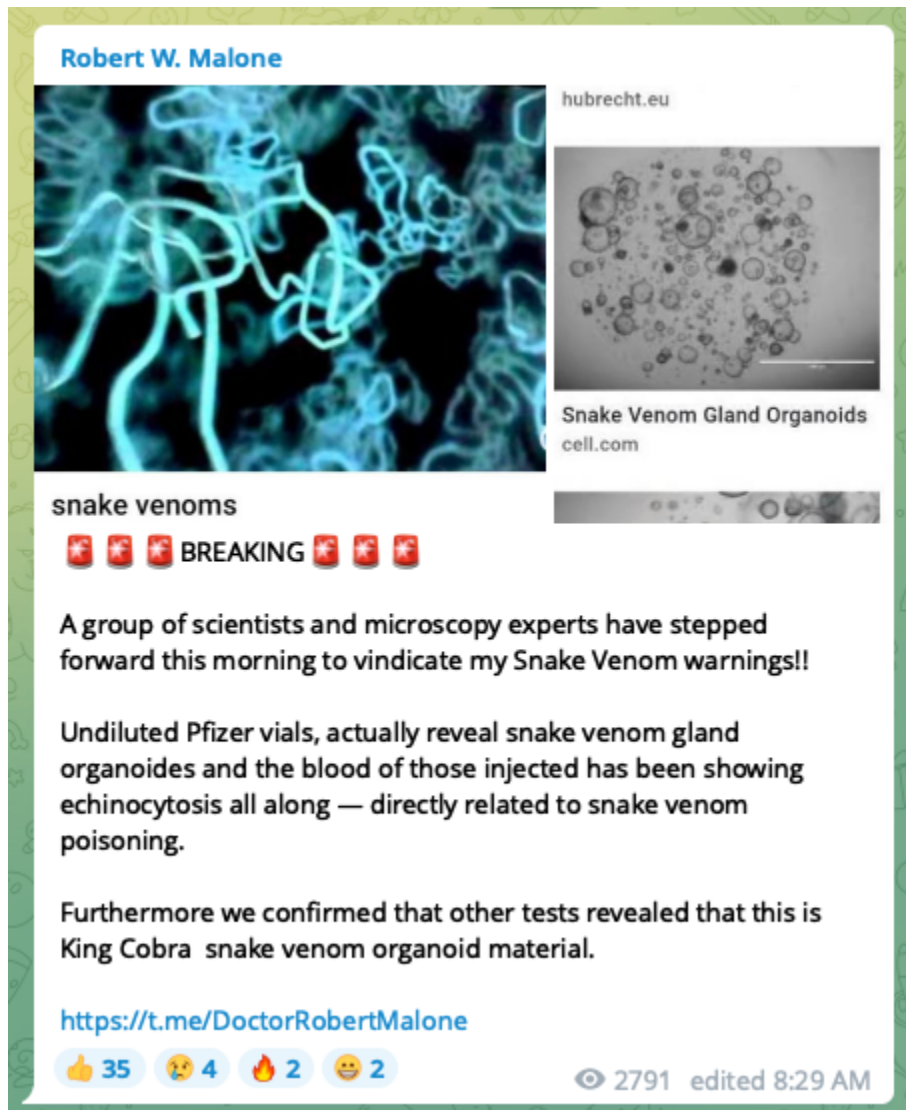 Robert W. Malone
hubrecht.eu
Snake Venom Gland Organoids
cell.com
snake venoms
🚨 🚨 🚨 BREAKING 🚨 🚨 🚨
A group of scientists and microscopy experts have stepped
forward this morning to vindicate my Snake Venom warnings!!
Undiluted Pfizer vials, actually reveal snake venom gland
organoides and the blood of those injected has been showing
echinocytosis all along — directly related to snake venom
poisoning.
Furthermore we confirmed that other tests revealed that this is
King Cobra snake venom organoid material.
https://t.me/DoctorRobertMalone
👍 35 😢 4 🔥 2 😁 2
2791 edited 8:29 AM